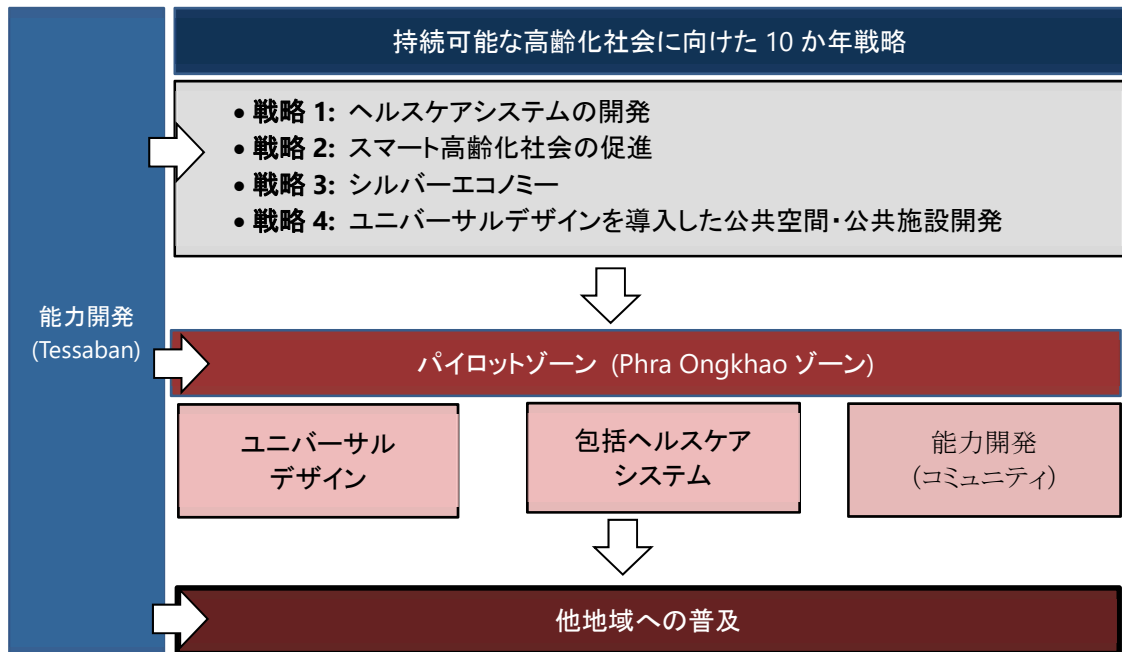 持続可能な高齢化社会に向けた 10 か年戦略
• 戦略 1: ヘルスケアシステムの開発
• 戦略 2: スマート高齢化社会の促進
• 戦略 3: シルバーエコノミー
• 戦略 4: ユニバーサルデザインを導入した公共空間・公共施設開発
能力開発
(Tessaban)
パイロットゾーン (Phra Ongkhao ゾーン)
ユニバーサル
デザイン
包括ヘルスケア
システム
能力開発
(コミュニティ)
他地域への普及